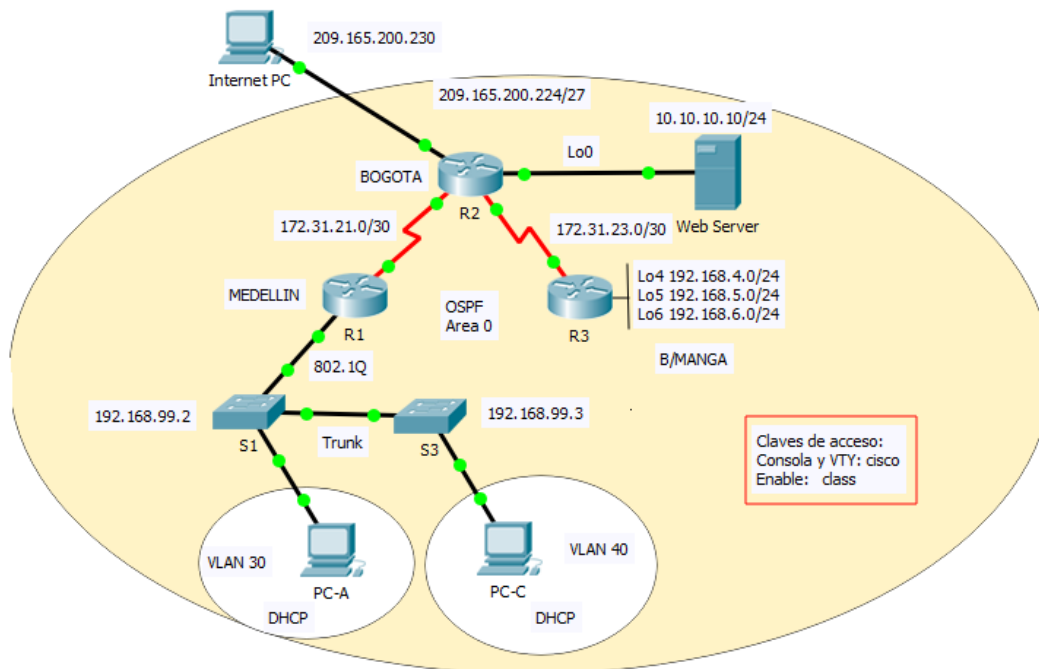 209.165.200.230
Internet PC
209.165.200.224/27
10.10.10.10/24
Lo0
BOGOTA
R2
Web Server
172.31.21.0/30
172.31.23.0/30
MEDELLIN
R1
OSPF
Area 0
R3
Lo4 192.168.4.0/24
Lo5 192.168.5.0/24
Lo6 192.168.6.0/24
B/MANGA
802.1Q
192.168.99.2
S1
Trunk
S3
192.168.99.3
Claves de acceso:
Consola y VTY: cisco
Enable: class
VLAN 30
PC-A
DHCP
VLAN 40
PC-C
DHCP